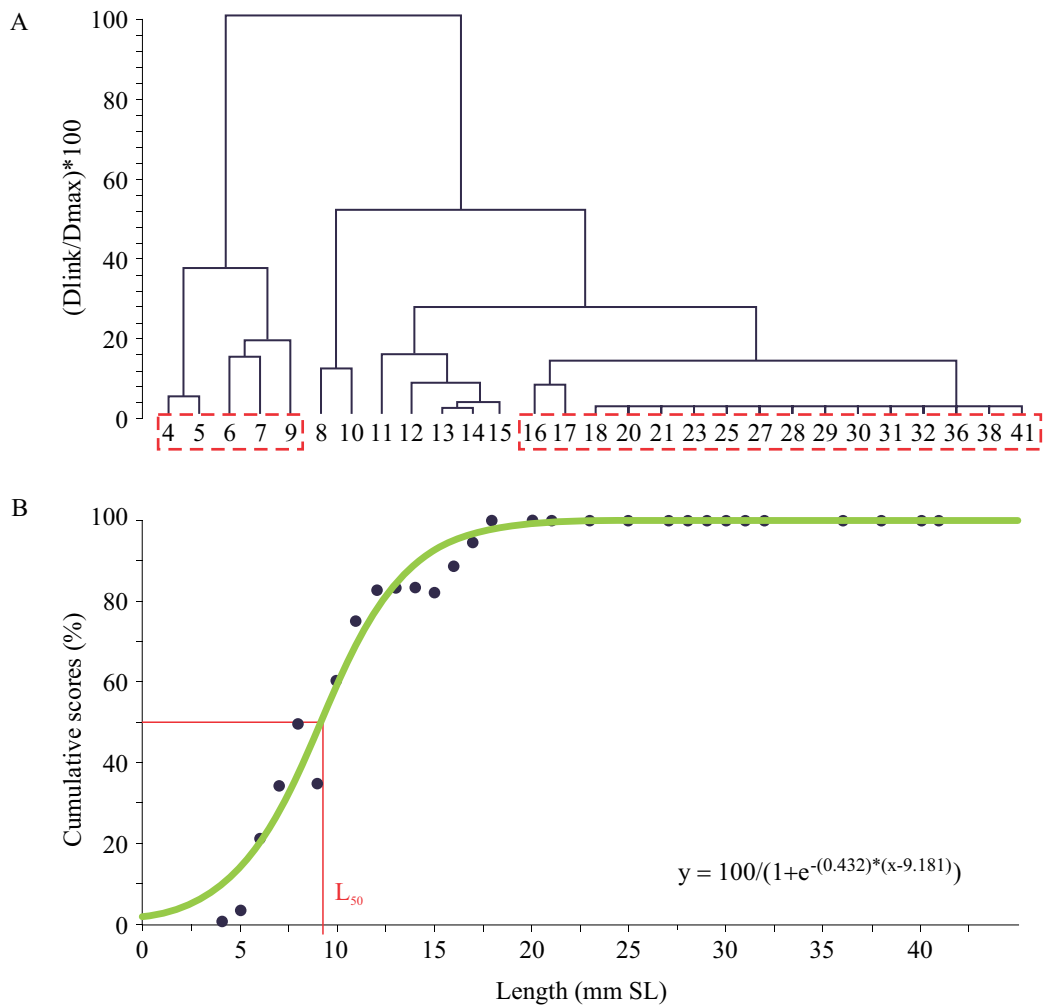 A
(Dlink/Dmax)*100
100
80
60
40
20
0
4 5 6 7 9 8 10 11 12 13 14 15 16 17 18 20 21 23 25 27 28 29 30 31 32 36 38 41
B
Cumulative scores (%)
100
80
60
40
20
0
L50
y = 100/(1+e-(0.432)*(x-9.181))
0 5 10 15 20 25 30 35 40
Length (mm SL)